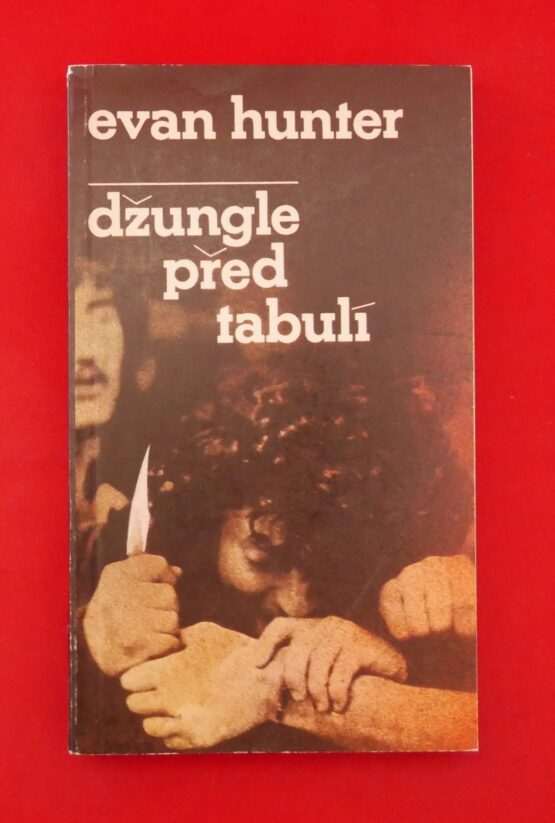 evan hunter
džungle
před
tabulí